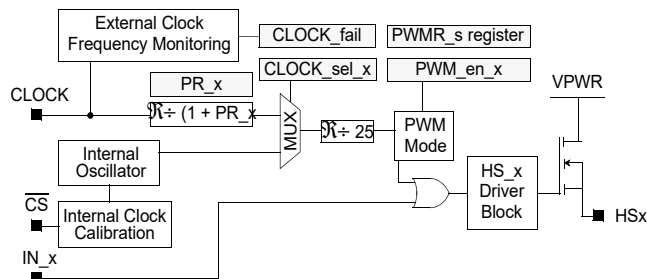 External Clock
Frequency Monitoring
CLOCK_fail
PWMR_s register
PR_x
CLOCK_sel_x
PWM_en_x
VPWR
CLOCK
ℜ÷ (1 + PR_x
MUX
ℜ÷ 25
PWM
Mode
Internal
Oscillator
HS_x
Driver
Block
CS
Internal Clock
Calibration
HSx
IN_x